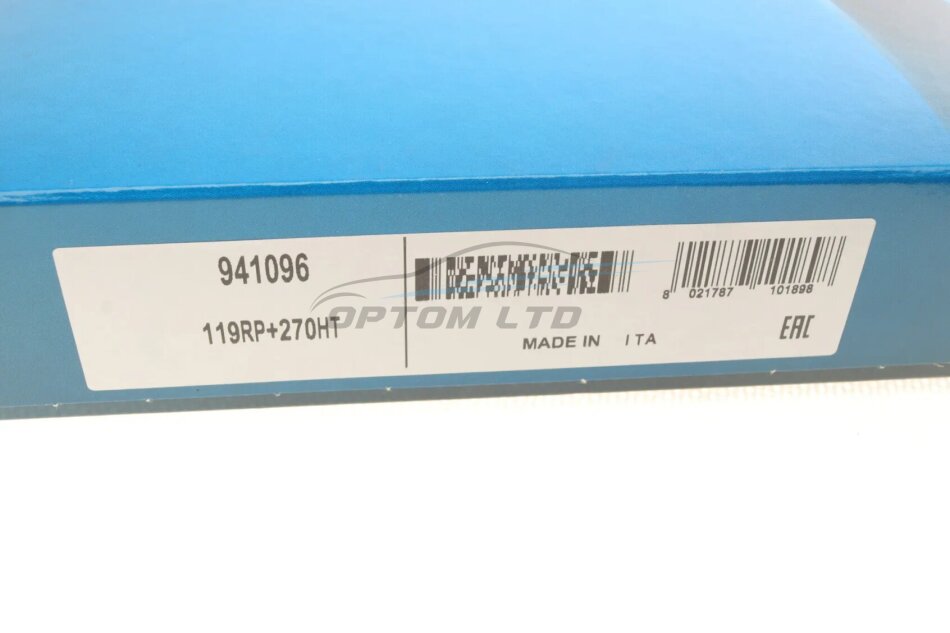 941096
119RP+270HT
8 021787 101898
MADE IN ITA
EAC
OPTOM LTD